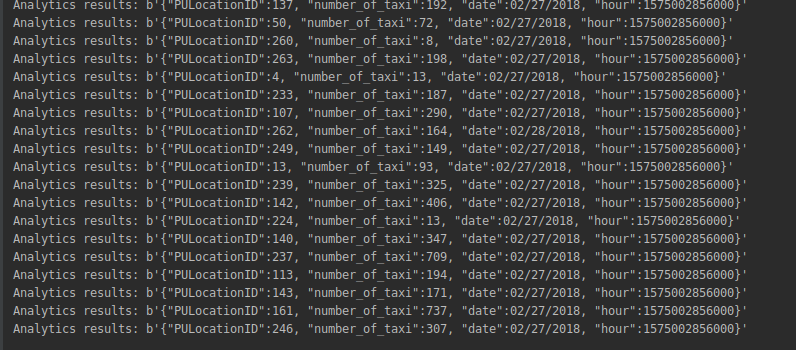 Analytics results: b'{"PULocationID":137, "number_of_taxi":192, "date":02/27/2018, "hour":1575002856000}'
Analytics results: b'{"PULocationID":50, "number_of_taxi":72, "date":02/27/2018, "hour":1575002856000}'
Analytics results: b'{"PULocationID":260, "number_of_taxi":8, "date":02/27/2018, "hour":1575002856000}'
Analytics results: b'{"PULocationID":263, "number_of_taxi":198, "date":02/27/2018, "hour":1575002856000}'
Analytics results: b'{"PULocationID":4, "number_of_taxi":13, "date":02/27/2018, "hour":1575002856000}'
Analytics results: b'{"PULocationID":233, "number_of_taxi":187, "date":02/27/2018, "hour":1575002856000}'
Analytics results: b'{"PULocationID":107, "number_of_taxi":290, "date":02/27/2018, "hour":1575002856000}'
Analytics results: b'{"PULocationID":262, "number_of_taxi":164, "date":02/28/2018, "hour":1575002856000}'
Analytics results: b'{"PULocationID":249, "number_of_taxi":149, "date":02/27/2018, "hour":1575002856000}'
Analytics results: b'{"PULocationID":13, "number_of_taxi":93, "date":02/27/2018, "hour":1575002856000}'
Analytics results: b'{"PULocationID":239, "number_of_taxi":325, "date":02/27/2018, "hour":1575002856000}'
Analytics results: b'{"PULocationID":142, "number_of_taxi":406, "date":02/27/2018, "hour":1575002856000}'
Analytics results: b'{"PULocationID":224, "number_of_taxi":13, "date":02/27/2018, "hour":1575002856000}'
Analytics results: b'{"PULocationID":140, "number_of_taxi":347, "date":02/27/2018, "hour":1575002856000}'
Analytics results: b'{"PULocationID":237, "number_of_taxi":709, "date":02/27/2018, "hour":1575002856000}'
Analytics results: b'{"PULocationID":113, "number_of_taxi":194, "date":02/27/2018, "hour":1575002856000}'
Analytics results: b'{"PULocationID":143, "number_of_taxi":171, "date":02/27/2018, "hour":1575002856000}'
Analytics results: b'{"PULocationID":161, "number_of_taxi":737, "date":02/27/2018, "hour":1575002856000}'
Analytics results: b'{"PULocationID":246, "number_of_taxi":307, "date":02/27/2018, "hour":1575002856000}'